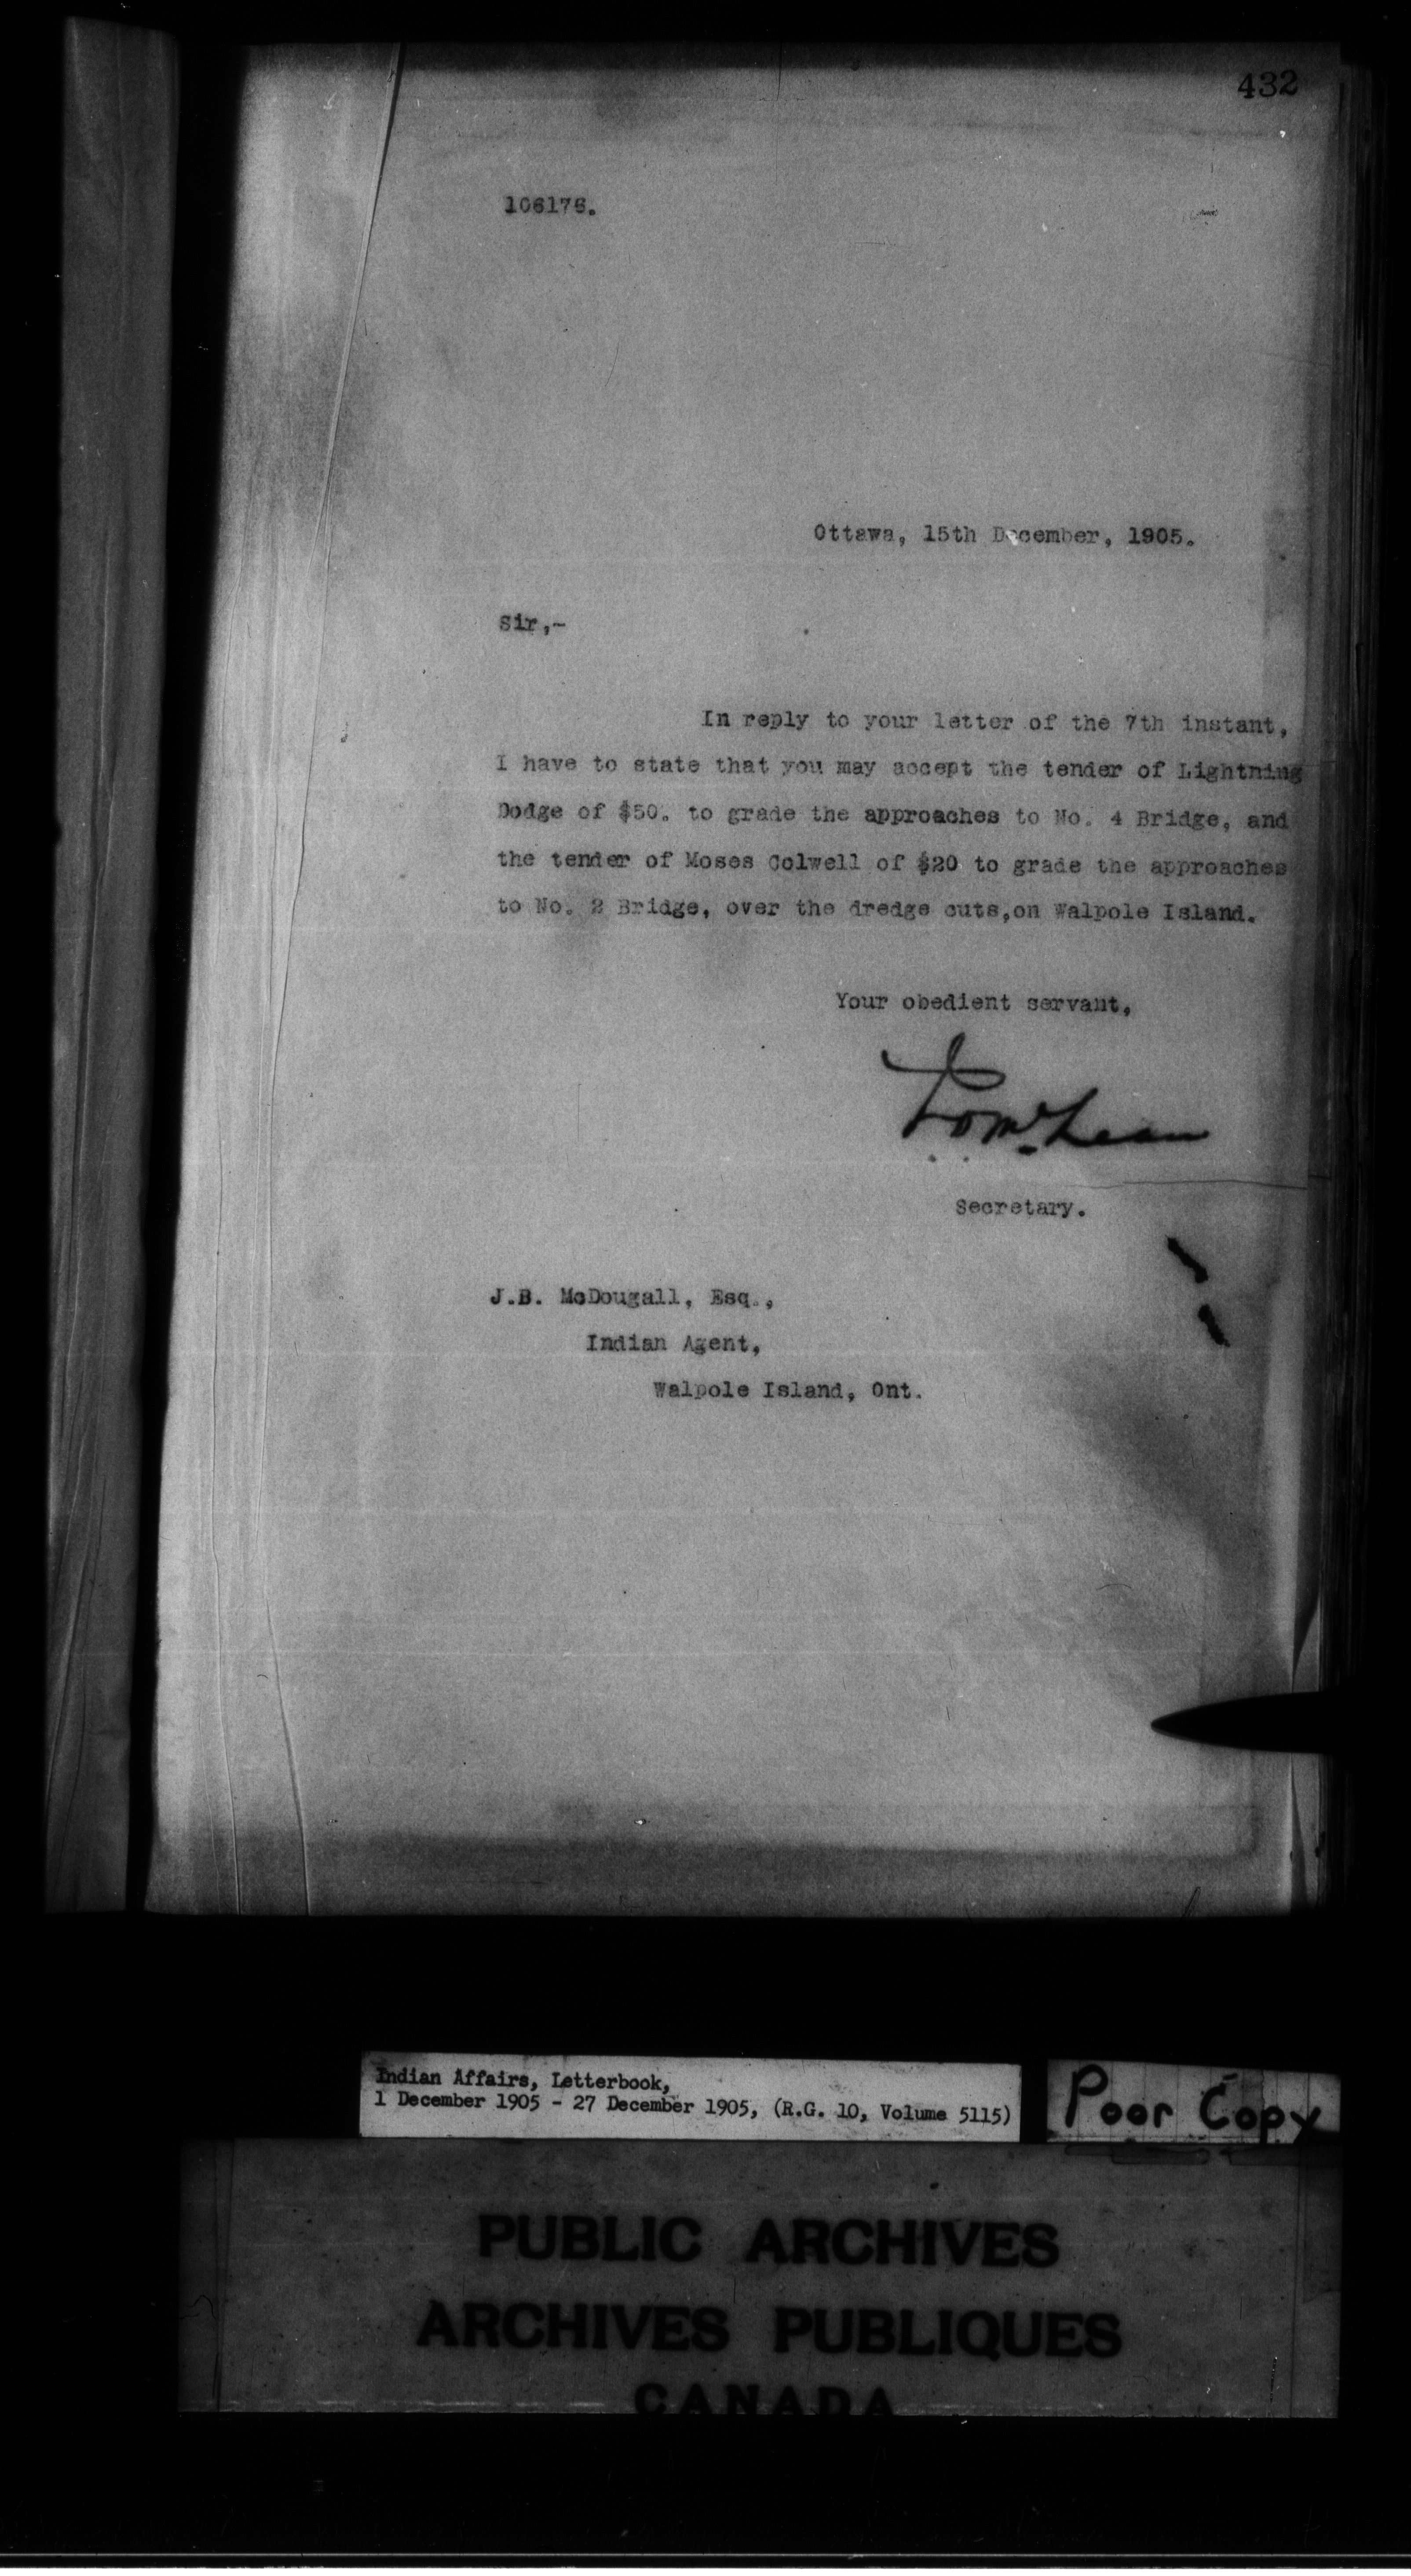 432
106176.
Ottawa, 15th December, 1905.
Sir,-
In reply to your letter of the 7th instant,
I have to state that you may accept the tender of Lightning
Dodge of $50. to grade the approaches to No. 4 Bridge, and
the tender of Moses Colwell of $20 to grade the approaches
to No. 2 Bridge, over the dredge cuts,on Walpole Island.
Your obedient servant,
McLean
Secretary.
J.B. McDougall, Esq.,
Indian Agent,
Walpole Island, Ont.
Indian Affairs, Letterbook,
1 December 1905 - 27 December 1905, (R.G. 10, Volume 5115)
Poor Copy
PUBLIC ARCHIVES
ARCHIVES PUBLIQUES
CANADA